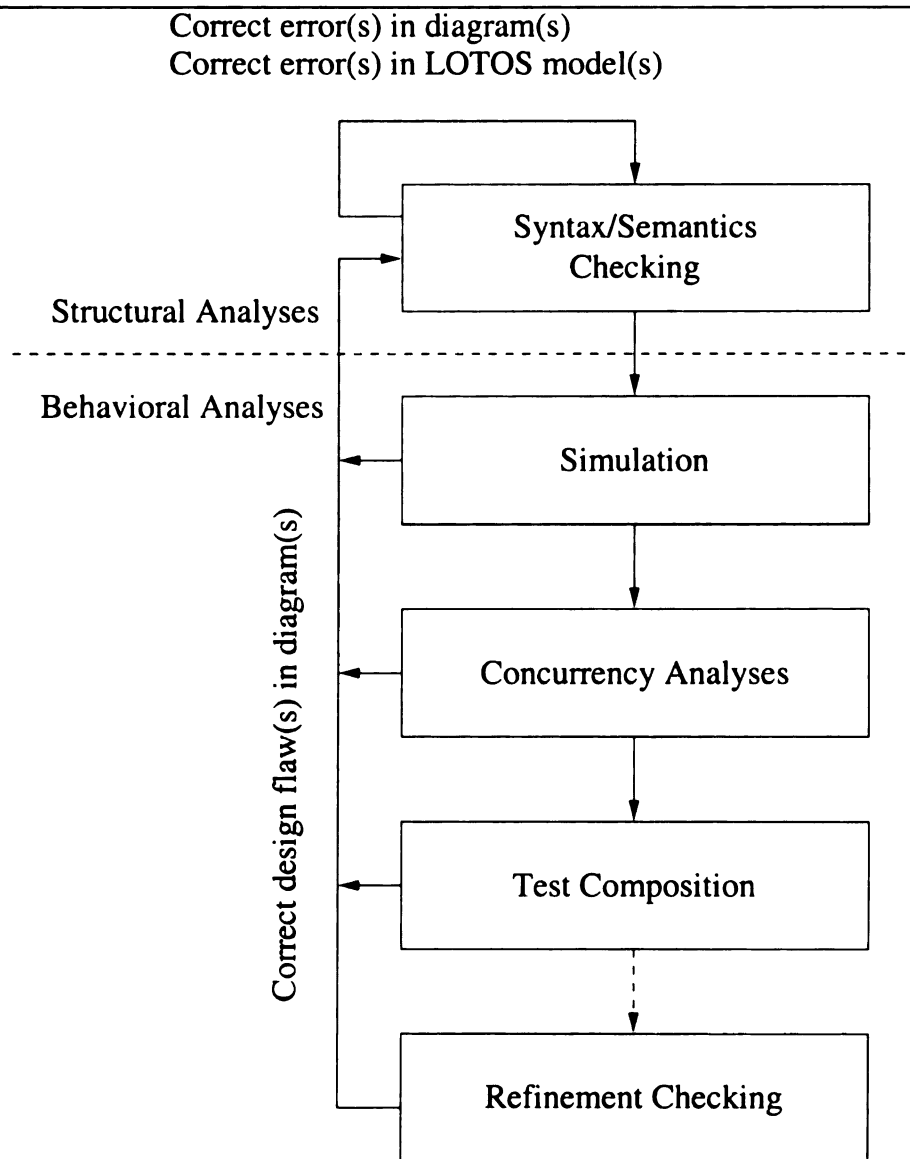 Correct error(s) in diagram(s)
Correct error(s) in LOTOS model(s)
Syntax/Semantics
Checking
Structural Analyses
Behavioral Analyses
Simulation
Correct design flaw(s) in diagram(s)
Concurrency Analyses
Test Composition
Refinement Checking